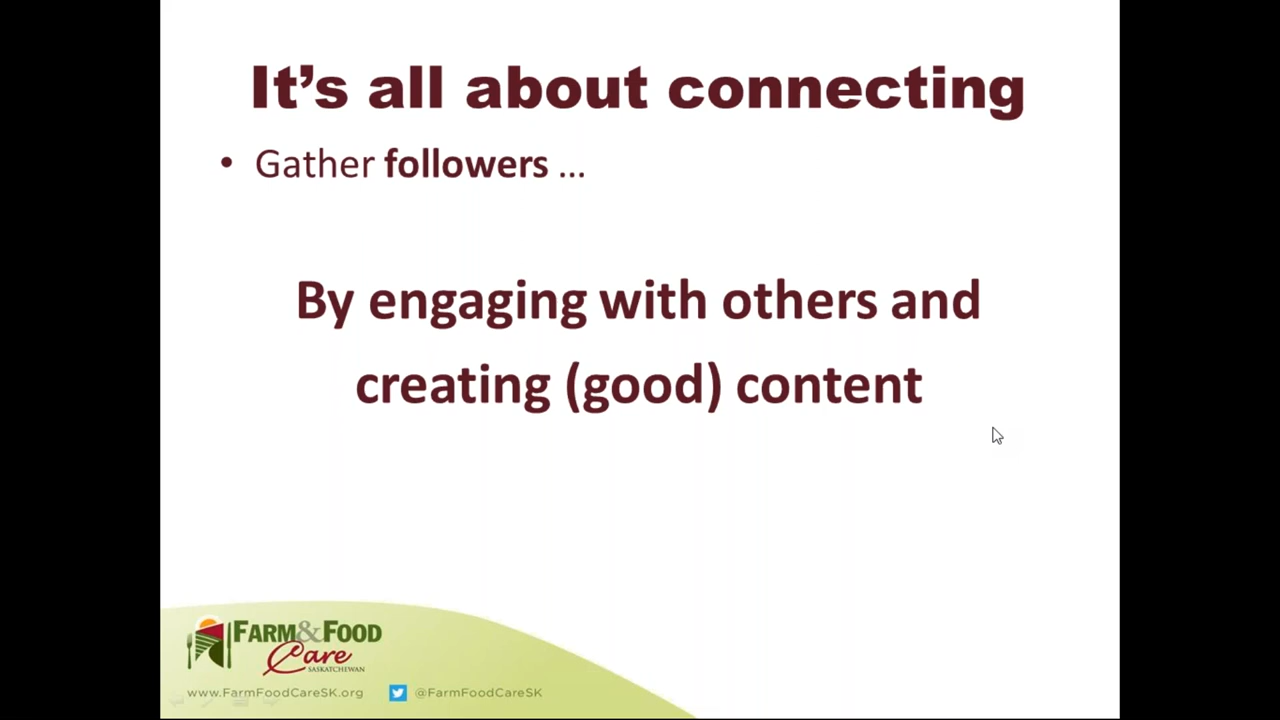 It's all about connecting
• Gather followers ...
By engaging with others and
creating (good) content
FARM&FOOD
Care
SASKATCHEWAN
www.FarmFoodCareSK.org @FarmFoodCareSK